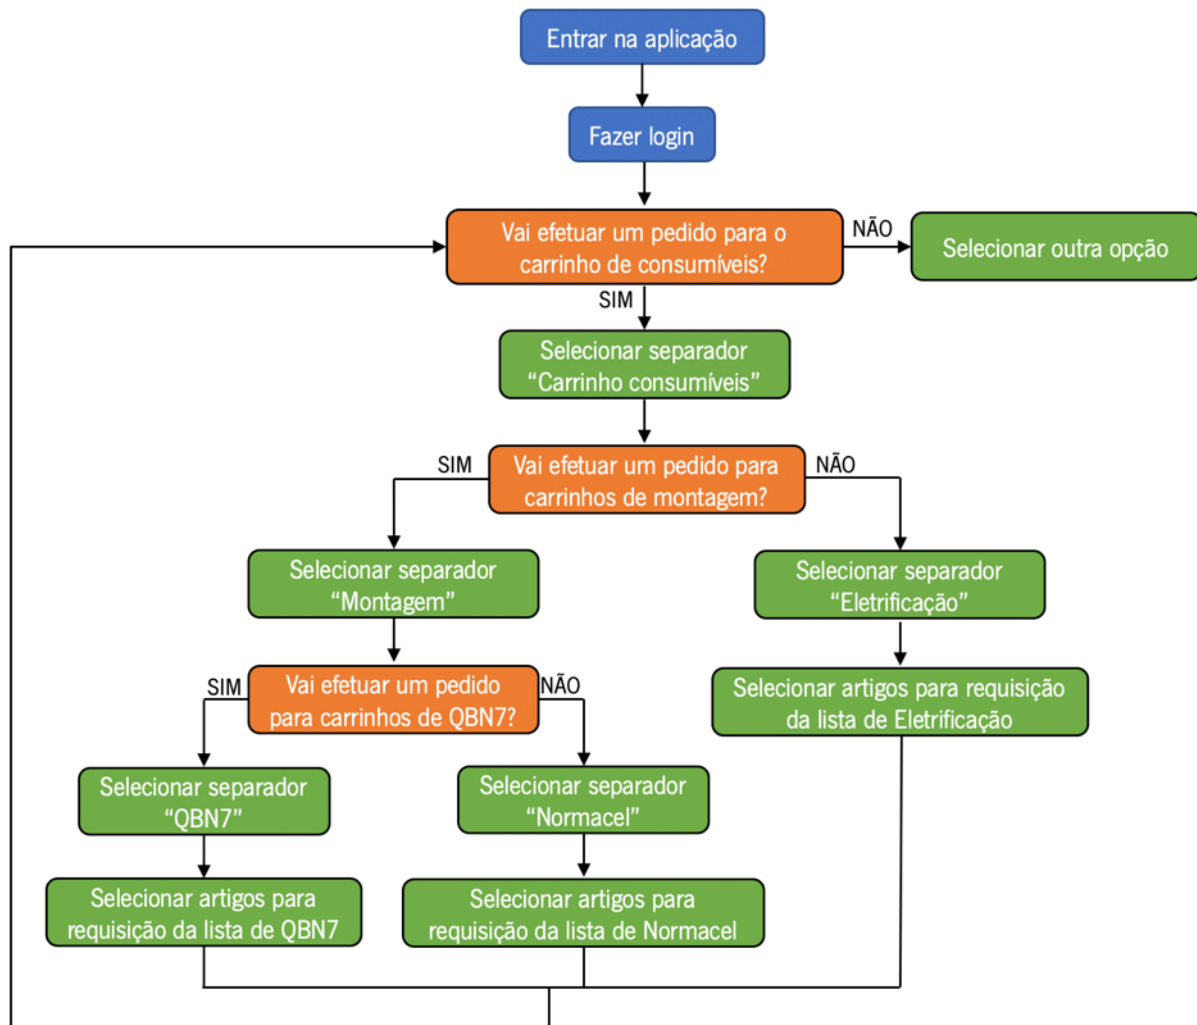 Entrar na aplicação
Fazer login
Vai efetuar um pedido para o
carrinho de consumíveis?
NÃO
Selecionar outra opção
SIM
Selecionar separador
“Carrinho consumíveis”
SIM
Vai efetuar um pedido para
carrinhos de montagem?
NÃO
Selecionar separador
“Montagem”
Selecionar separador
“Eletrificação”
SIM
Vai efetuar um pedido
para carrinhos de QBN7?
NÃO
Selecionar artigos para requisição
da lista de Eletrificação
Selecionar separador
“QBN7”
Selecionar separador
“Normacel”
Selecionar artigos para
requisição da lista de QBN7
Selecionar artigos para
requisição da lista de Normacel